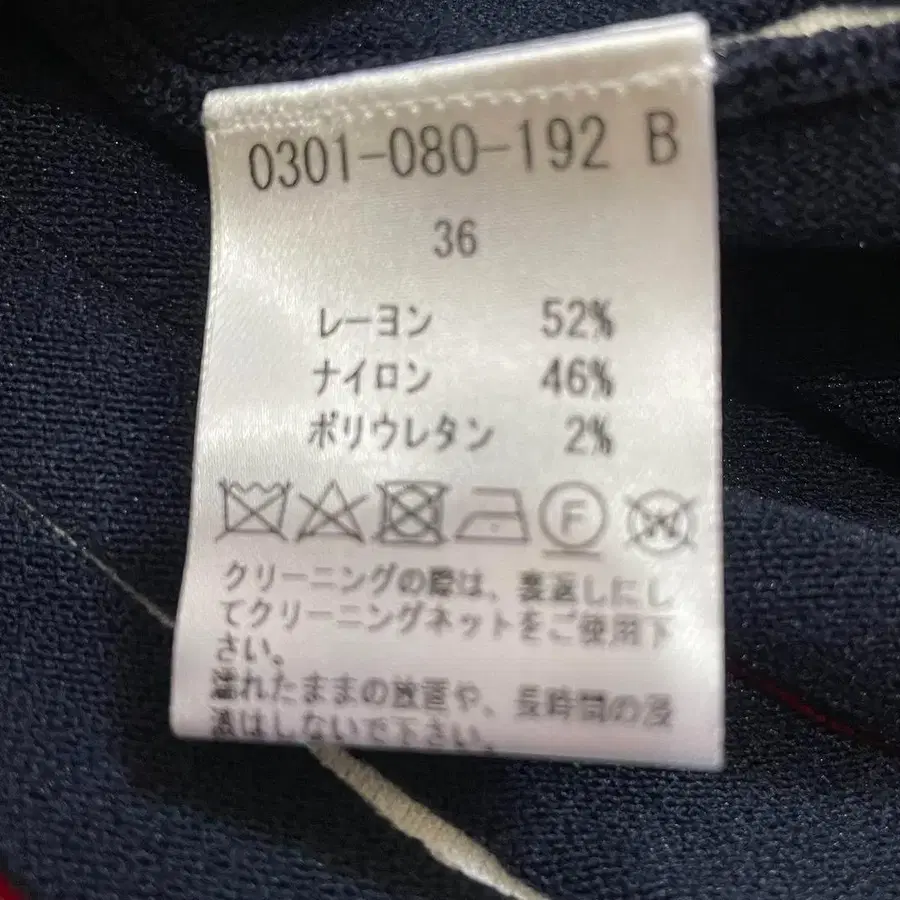 0301-080-192 B
36
レーヨン 52%
ナイロン 46%
ポリウレタン 2%
F
W
クリーニングの際は、裏返しにし
てクリーニングネットをご使用下
さい。
濡れたままの放置や、長時間の浸
漬はしないで下さい。